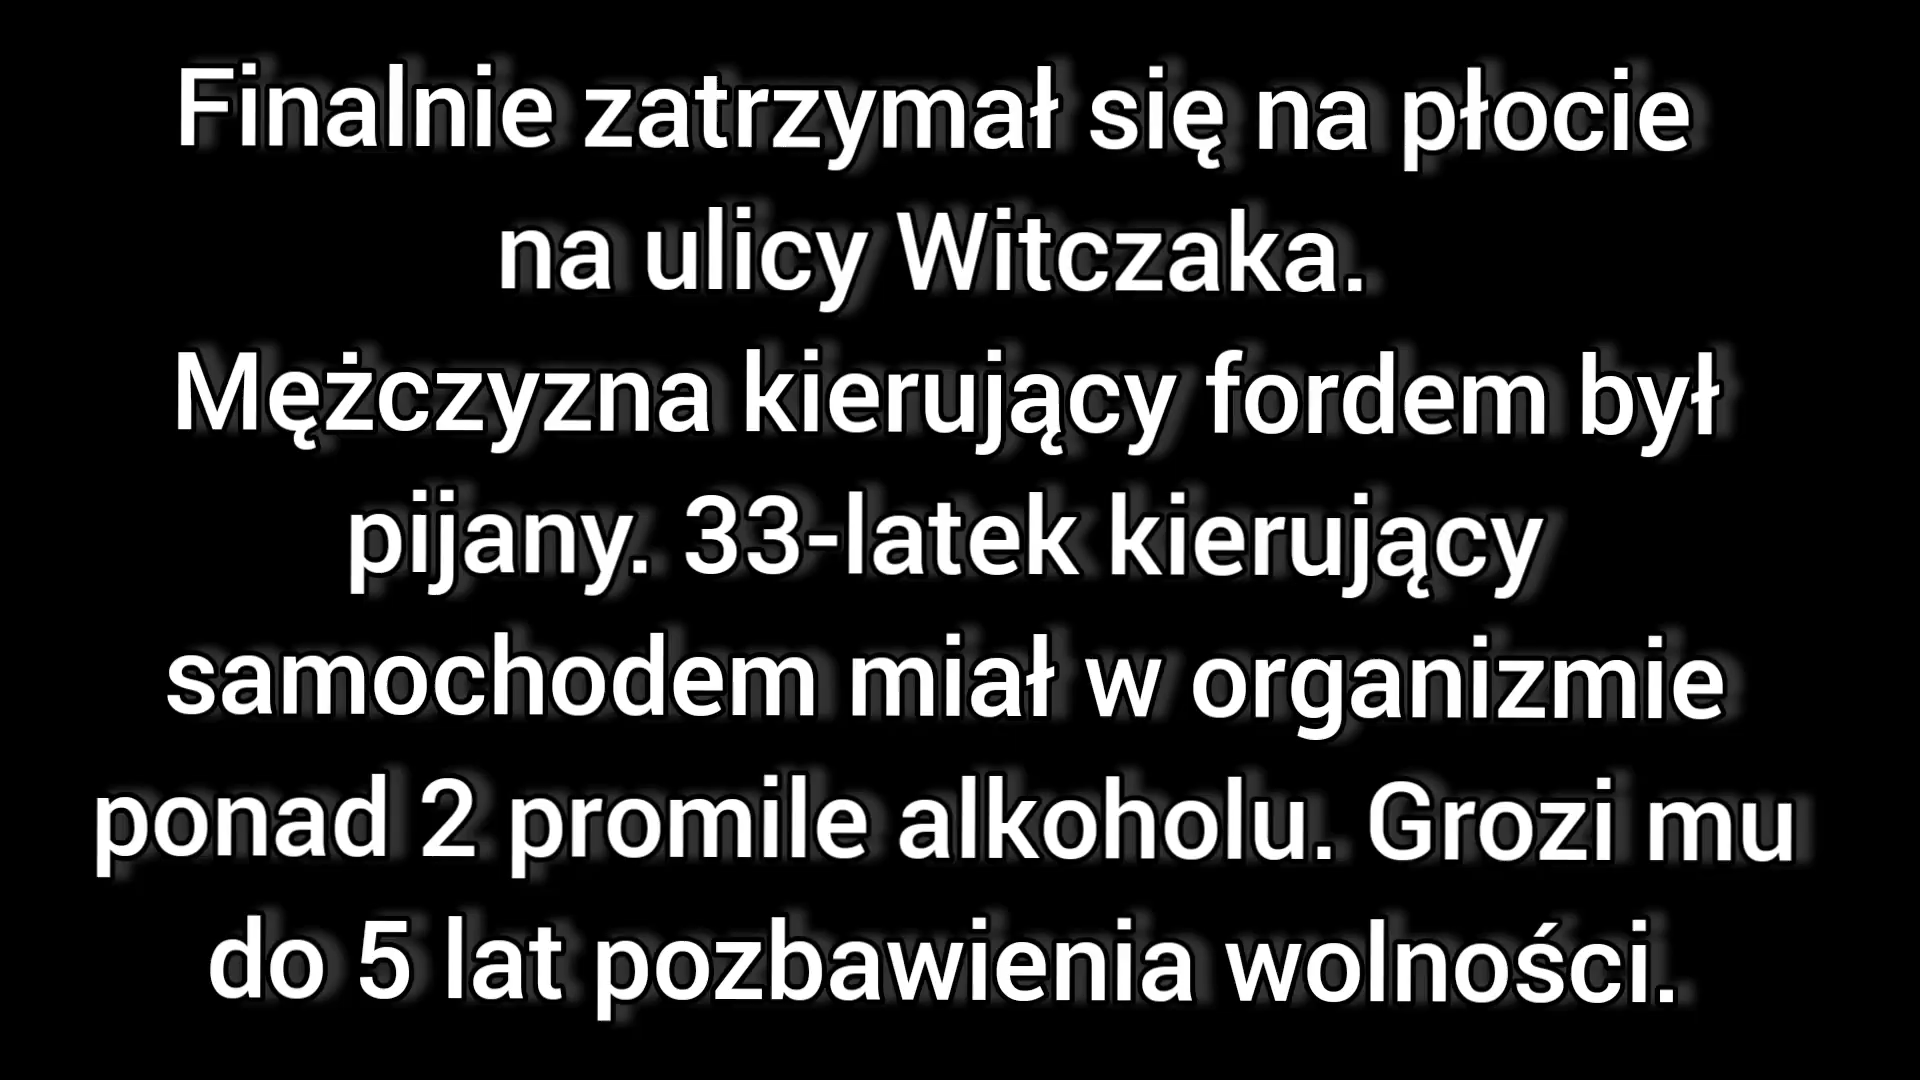 Finalnie zatrzymał się na płocie
na ulicy Witczaka.
Mężczyzna kierujący fordem był
pijany. 33-latek kierujący
samochodem miał w organizmie
ponad 2 promile alkoholu. Grozi mu
do 5 lat pozbawienia wolności.